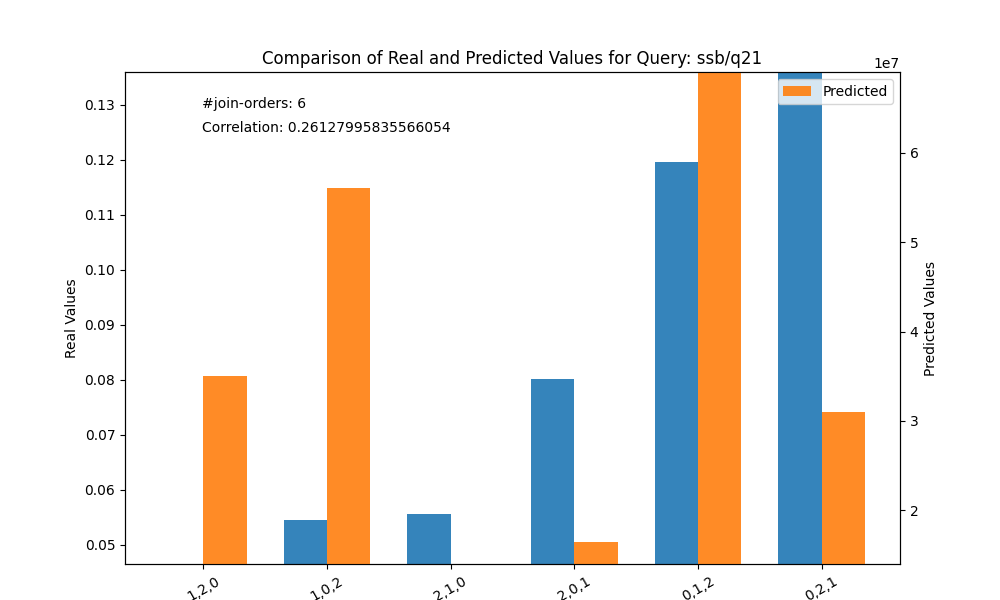 Comparison of Real and Predicted Values for Query: ssb/q21
1e7
#join-orders: 6
Correlation: 0.26127995835566054
Predicted
0.13
0.12
0.11
0.10
0.09
0.08
0.07
0.06
0.05
Real Values
6
5
4
3
2
Predicted Values
1,2,0
1,0,2
2,1,0
2,0,1
0,1,2
0,2,1